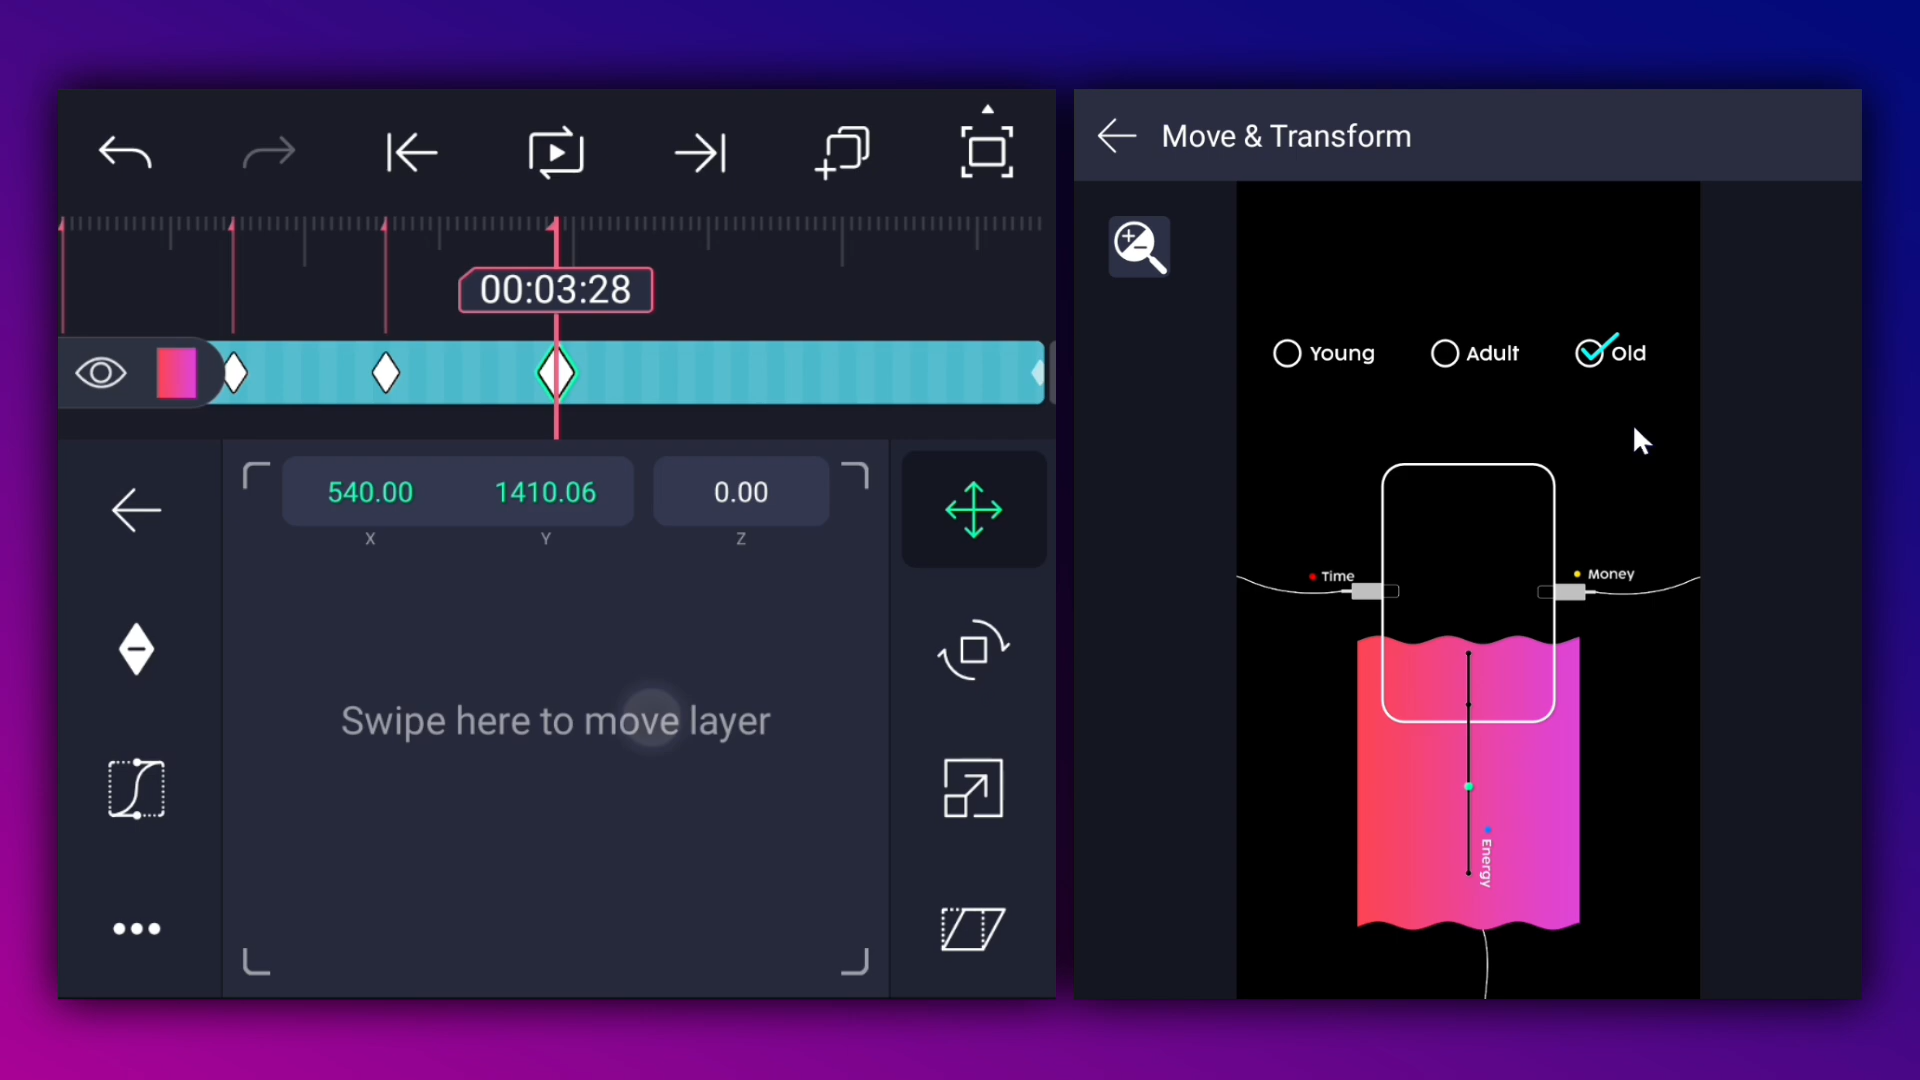 00:03:28
540.00 1410.06 0.00
X Y Z
Swipe here to move layer
Move & Transform
Young Adult Old
Time Money
Energy